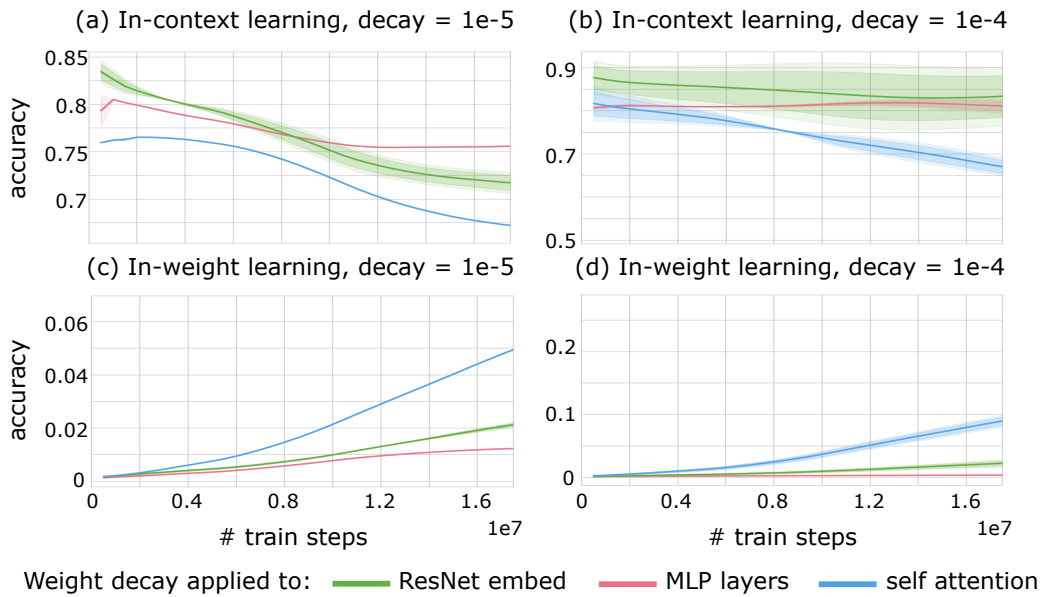 (a) In-context learning, decay = 1e-5
(b) In-context learning, decay = 1e-4
accuracy
0.85
0.8
0.75
0.7
0.9
0.7
0.5
(c) In-weight learning, decay = 1e-5
(d) In-weight learning, decay = 1e-4
accuracy
0.06
0.04
0.02
0
0.2
0.1
0
0 0.4 0.8 1.2 1.6
1e7
# train steps
0 0.4 0.8 1.2 1.6
1e7
# train steps
Weight decay applied to: ResNet embed MLP layers self attention